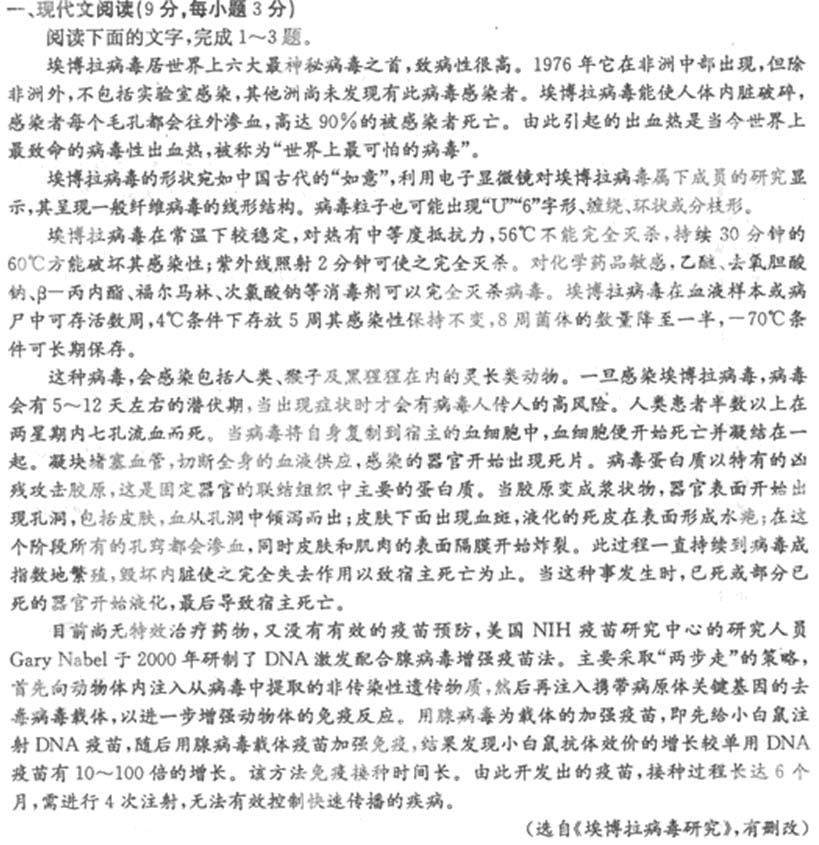 一、现代文阅读(9分,每小题3分)
阅读下面的文字,完成1～3题。
埃博拉病毒居世界上六大最神秘病毒之首,致病性很高。1976年它在非洲中部出现,但除
非洲外,不包括实验室感染,其他洲尚未发现有此病毒感染者。埃博拉病毒能使人体内脏破碎,
感染者每个毛孔都会往外渗血,高达90%的被感染者死亡。由此引起的出血热是当今世界上
最致命的病毒性出血热,被称为“世界上最可怕的病毒”。
埃博拉病毒的形状宛如中国古代的“如意”,利用电子显微镜对埃博拉病毒属下成员的研究显
示,其呈现一般纤维病毒的线形结构。病毒粒子也可能出现“U”“6”字形、缠绕、环状或分枝形。
埃博拉病毒在常温下较稳定,对热有中等度抵抗力,56℃不能完全灭杀,持续30分钟的
60℃方能破坏其感染性;紫外线照射2分钟可使之完全灭杀。对化学药品敏感,乙醚、去氧胆酸
钠、β－丙内酯、福尔马林、次氯酸钠等消毒剂可以完全灭杀病毒。埃博拉病毒在血液样本或病
尸中可存活数周,4℃条件下存放5周其感染性保持不变,8周菌体的数量降至一半,－70℃条
件可长期保存。
这种病毒,会感染包括人类、猴子及黑猩猩在内的灵长类动物。一旦感染埃博拉病毒,病毒
会有5～12天左右的潜伏期,当出现症状时才会有病毒人传人的高风险。人类患者半数以上在
两星期内七孔流血而死。当病毒将自身复制到宿主的血细胞中,血细胞便开始死亡并凝结在一
起。凝块堵塞血管,切断全身的血液供应,感染的器官开始出现死片。病毒蛋白质以特有的凶
残攻击胶原,这是固定器官的联结组织中主要的蛋白质。当胶原变成浆状物,器官表面开始出
现孔洞,包括皮肤,血从孔洞中倾泻而出;皮肤下面出现血斑,液化的死皮在表面形成水疱;在这
个阶段所有的孔窍都会渗血,同时皮肤和肌肉的表面隔膜开始炸裂。此过程一直持续到病毒成
指数地繁殖,毁坏内脏使之完全失去作用以致宿主死亡为止。当这种事发生时,已死或部分已
死的器官开始液化,最后导致宿主死亡。
目前尚无特效治疗药物,又没有有效的疫苗预防,美国NIH疫苗研究中心的研究人员
Gary Nabel于2000年研制了DNA激发配合腺病毒增强疫苗法。主要采取“两步走”的策略,
首先向动物体内注入从病毒中提取的非传染性遗传物质,然后再注入携带病原体关键基因的去
毒病毒载体,以进一步增强动物体的免疫反应。用腺病毒为载体的加强疫苗,即先给小白鼠注
射DNA疫苗,随后用腺病毒载体疫苗加强免疫,结果发现小白鼠抗体效价的增长较单用DNA
疫苗有10～100倍的增长。该方法免疫接种时间长。由此开发出的疫苗,接种过程长达6个
月,需进行4次注射,无法有效控制快速传播的疾病。
(选自《埃博拉病毒研究》,有删改)